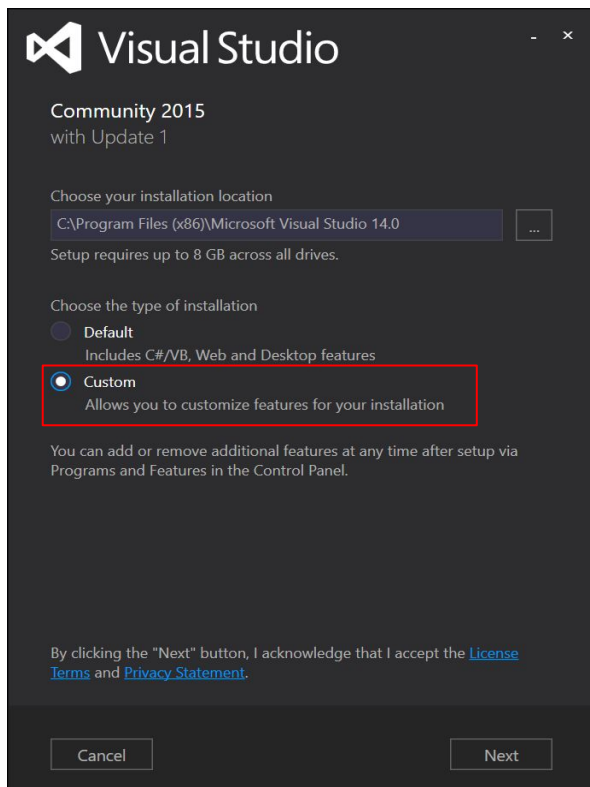 Visual Studio
Community 2015
with Update 1
Choose your installation location
C:\Program Files (x86)\Microsoft Visual Studio 14.0
...
Setup requires up to 8 GB across all drives.
Choose the type of installation
Default
Includes C#/VB, Web and Desktop features
Custom
Allows you to customize features for your installation
You can add or remove additional features at any time after setup via
Programs and Features in the Control Panel.
By clicking the "Next" button, I acknowledge that I accept the License
Terms and Privacy Statement.
Cancel
Next